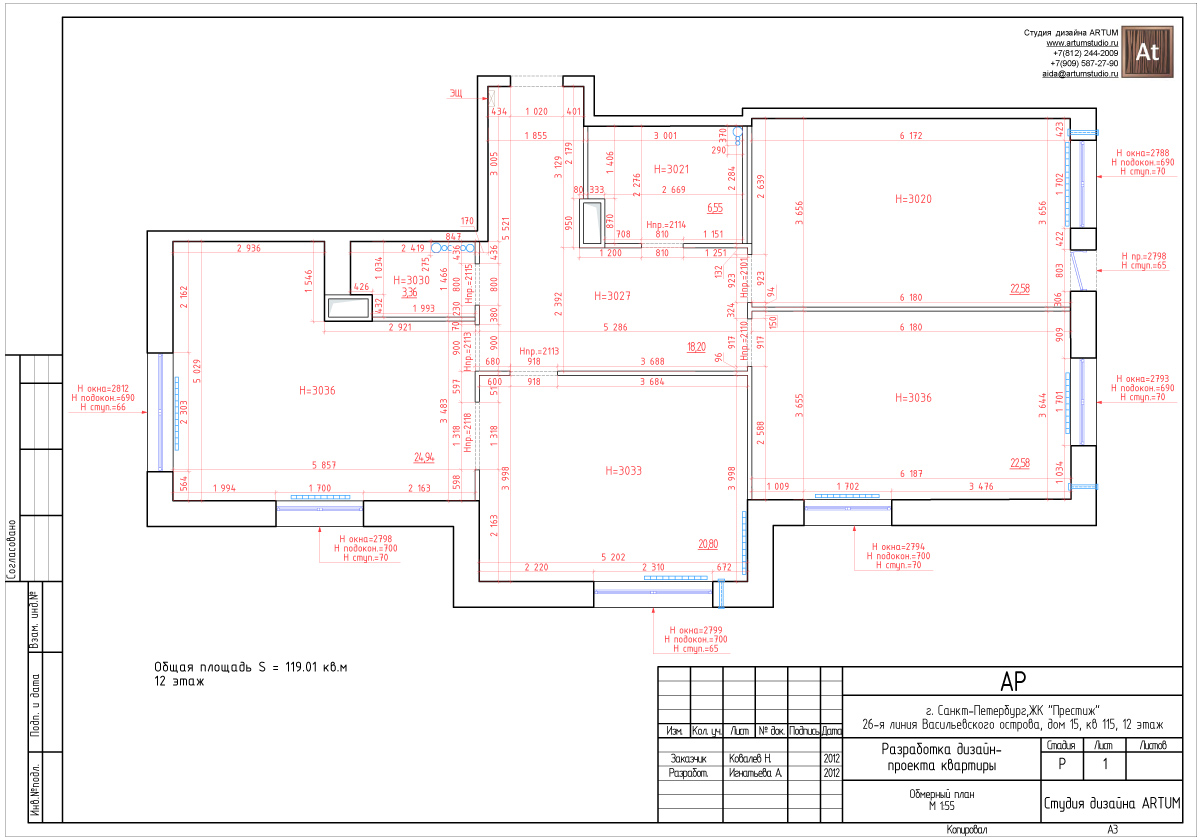 Студия дизайна ARTUM
www.artumstudio.ru
+7(812) 244-2009
+7(909) 587-27-90
aida@artumstudio.ru
At
ЭЩ
434
1 020
401
1 855
3 005
3 129
2 179
5 521
950
2 392
3 001
370
290
1 406
2 276
H=3021
2 284
80
333
2 669
6,55
870
Hпр.=2114
708
810
1 151
1 200
810
1 251
6 172
423
2 639
3 656
H=3020
3 656
1 702
422
803
306
22,58
6 180
94
H окна=2788
H подокон.=690
H ступ.=70
H пр.=2798
H ступ.=65
132
923
Hпр.=2101
923
324
917
Hпр.=2110
917
96
150
170
847
2 936
2 419
436
436
275
1 034
1 466
1 546
H=3030
3,36
426
432
1 993
2 921
800
Hпр.=2115
800
230
380
70
900
Hпр.=2113
900
2 162
5 029
2 303
564
H=3036
3 483
597
1 318
Hпр.=2118
1 318
598
24,94
5 857
1 994
1 700
2 163
H окна=2812
H подокон.=690
H ступ.=66
H окна=2798
H подокон.=700
H ступ.=70
H=3027
5 286
18,20
Hпр.=2113
680
918
3 688
600
918
3 684
51
3 998
2 163
H=3033
3 998
20,80
5 202
2 220
2 310
672
H окна=2799
H подокон.=700
H ступ.=65
6 180
909
3 655
2 588
H=3036
3 644
1 701
1 034
22,58
6 187
1 009
1 702
3 476
H окна=2793
H подокон.=690
H ступ.=70
H окна=2794
H подокон.=700
H ступ.=70
Согласовано
Взам. инд.№
Подп. и дата
Инв.№подл.
Общая площадь S = 119.01 кв.м
12 этаж
АР
г. Санкт-Петербург,ЖК "Престиж"
26-я линия Васильевского острова, дом 15, кв 115, 12 этаж
Изм.
Кол. уч.
Лист
№ док.
Подпись
Дата
Заказчик
Ковалев Н.
2012
Разработ.
Игнатьева А.
2012
Разработка дизайн-
проекта квартиры
Стадия
Лист
Листов
Р
1
Обмерный план
М 1:55
Студия дизайна ARTUM
Копировал
А3